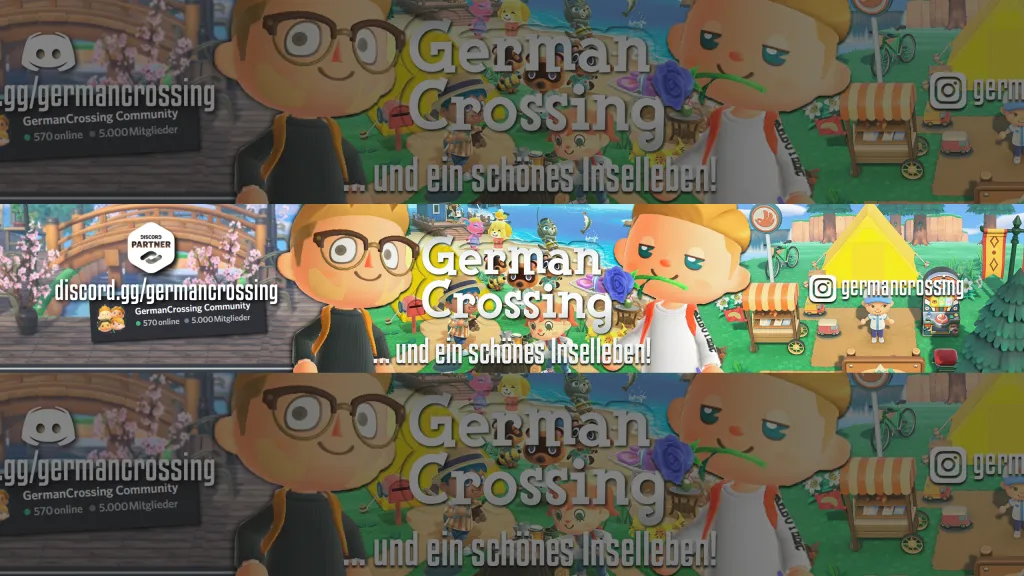 .gg/germancrossing
GermanCrossing Community
570 online 5.000 Mitglieder
German
Crossing
... und ein schönes Inselleben!
germ
DISCORD
PARTNER
discord.gg/germancrossing
GermanCrossing Community
570 online 5.000 Mitglieder
German
Crossing
... und ein schönes Inselleben!
germancrossing
.gg/germancrossing
GermanCrossing Community
570 online 5.000 Mitglieder
German
Crossing
... und ein schönes Inselleben!
germ